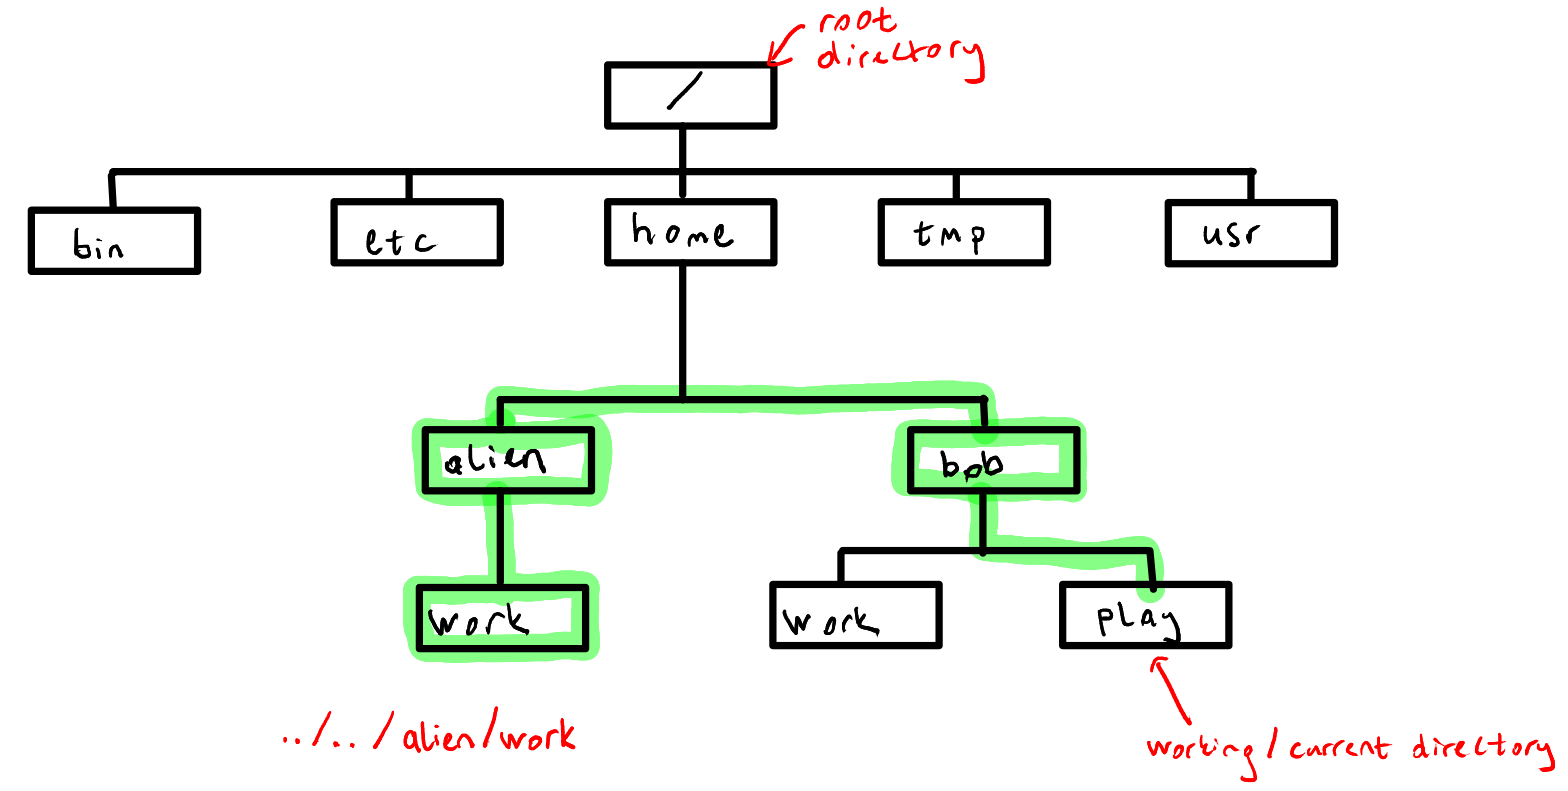 root
directory
/
bin
etc
home
tmp
usr
alien
bob
work
work
play
../../alien/work
working/current directory